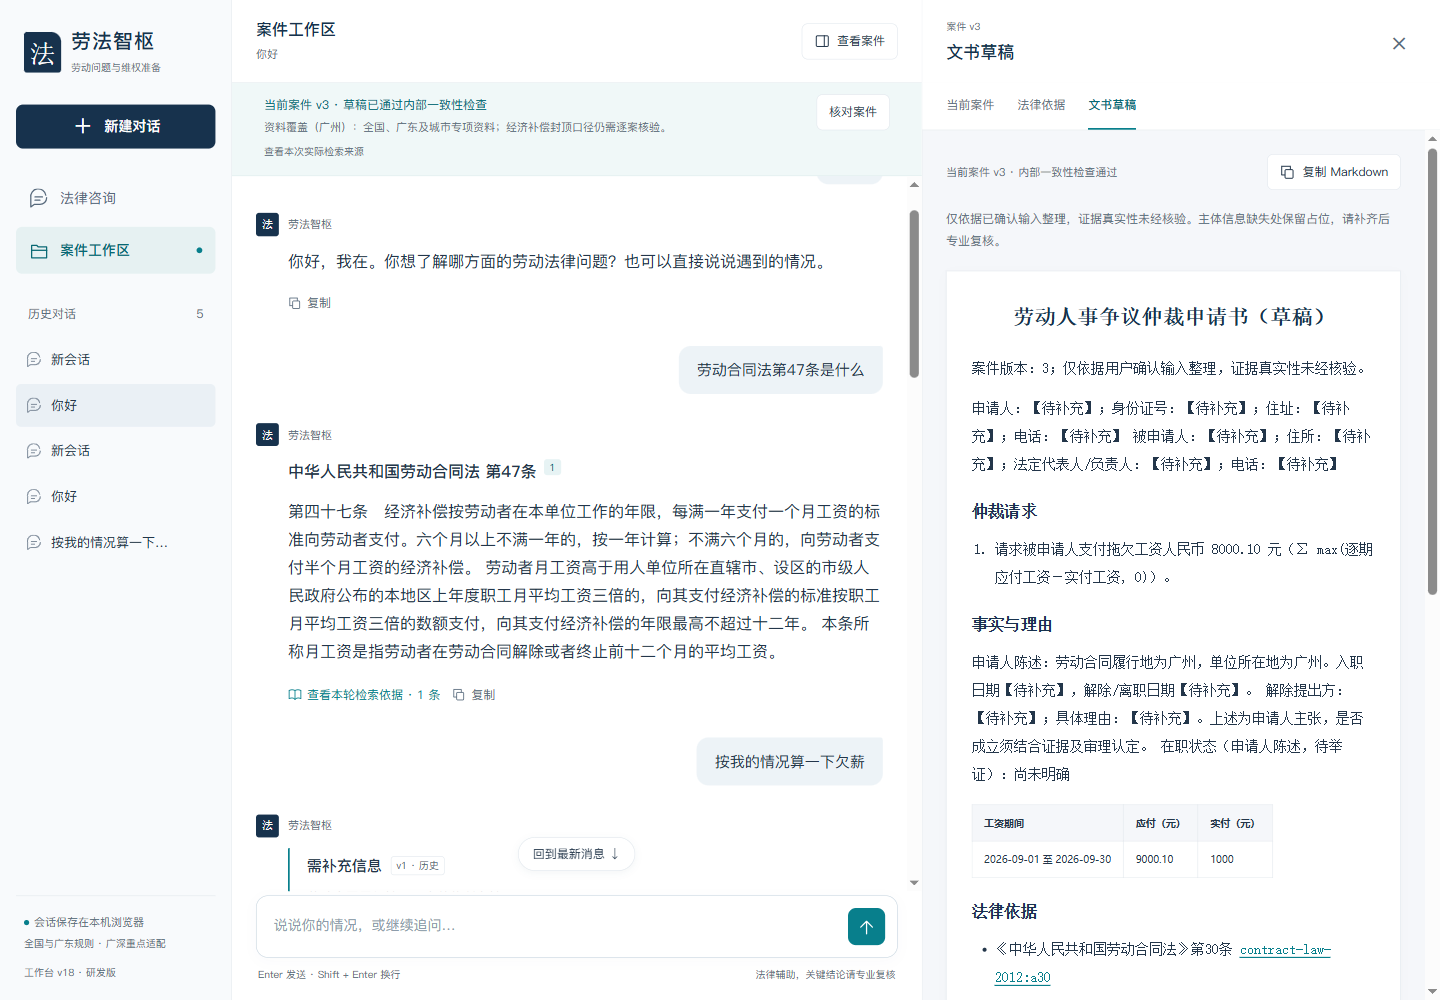 法
劳法智枢
劳动问题与维权准备
新建对话
法律咨询
案件工作区
历史对话
5
新会话
你好
新会话
你好
按我的情况算一下...
会话保存在本机浏览器
全国与广东规则 · 广深重点适配
工作台 v18 · 研发版
案件工作区
你好
查看案件
当前案件 v3 · 草稿已通过内部一致性检查
资料覆盖（广州）：全国、广东及城市专项资料；经济补偿封顶口径仍需逐案核验。
查看本次实际检索来源
核对案件
法
劳法智枢
你好，我在。你想了解哪方面的劳动法律问题？也可以直接说说遇到的情况。
复制
劳动合同法第47条是什么
法
劳法智枢
中华人民共和国劳动合同法 第47条 1
第四十七条　经济补偿按劳动者在本单位工作的年限，每满一年支付一个月工资的标
准向劳动者支付。六个月以上不满一年的，按一年计算；不满六个月的，向劳动者支
付半个月工资的经济补偿。 劳动者月工资高于用人单位所在直辖市、设区的市级人
民政府公布的本地区上年度职工月平均工资三倍的，向其支付经济补偿的标准按职工
月平均工资三倍的数额支付，向其支付经济补偿的年限最高不超过十二年。 本条所
称月工资是指劳动者在劳动合同解除或者终止前十二个月的平均工资。
查看本轮检索依据 · 1 条
复制
按我的情况算一下欠薪
法
劳法智枢
需补充信息
v1 · 历史
回到最新消息 ↓
说说你的情况，或继续追问...
Enter 发送 · Shift + Enter 换行
法律辅助，关键结论请专业复核
案件 v3
文书草稿
当前案件
法律依据
文书草稿
当前案件 v3 · 内部一致性检查通过
复制 Markdown
仅依据已确认输入整理，证据真实性未经核验。主体信息缺失处保留占位，请补齐后
专业复核。
劳动人事争议仲裁申请书（草稿）
案件版本：3；仅依据用户确认输入整理，证据真实性未经核验。
申请人：【待补充】；身份证号：【待补充】；住址：【待补
充】；电话：【待补充】 被申请人：【待补充】；住所：【待补
充】；法定代表人/负责人：【待补充】；电话：【待补充】
仲裁请求
1. 请求被申请人支付拖欠工资人民币 8000.10 元（Σ max(逐期
应付工资－实付工资, 0)）。
事实与理由
申请人陈述：劳动合同履行地为广州，单位所在地为广州。入职
日期【待补充】，解除/离职日期【待补充】。 解除提出方：
【待补充】；具体理由：【待补充】。上述为申请人主张，是否
成立须结合证据及审理认定。 在职状态（申请人陈述，待举
证）：尚未明确
工资期间 应付（元） 实付（元）
2026-09-01 至 2026-09-30 9000.10 1000
法律依据
• 《中华人民共和国劳动合同法》第30条 contract-law-
2012:a30